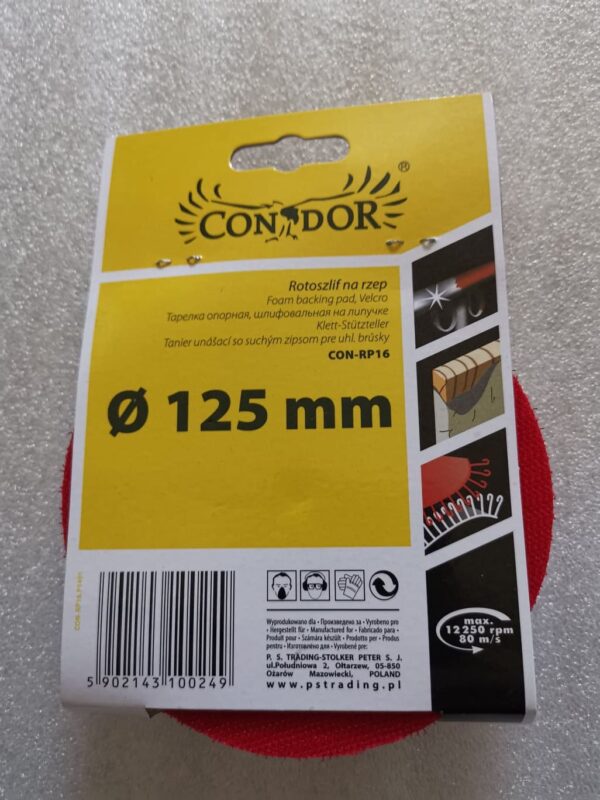 CONDOR®
Rotoszlif na rzep
Foam backing pad, Velcro
Тарелка опорная, шлифовальная на липучке
Klett-Stützteller
Tanier unášací so suchým zipsom pre uhl. brúsky
CON-RP16
Ø 125 mm
max.
12 250 rpm
80 m/s
Wyprodukowano dla • Произведено за • Vyrobeno pro
• Hergestellt für • Manufactured for • Fabricado para •
Produit pour • Számára készült • Prodotto per • Produs
pentru • Изготовлено для • Vyrobené pre:
P. S. TRADING-STOLKER PETER S. J.
ul.Południowa 2, Ołtarzew, 05-850
Ożarów Mazowiecki, POLAND
www.pstrading.pl
5 902143 100249